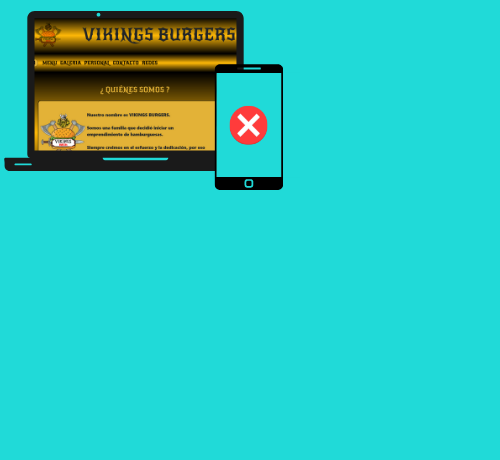 VIKINGS BURGERS
MENU GALERIA PERSONAL CONTACTO REDES
¿ QUIÉNES SOMOS ?
Nuestro nombre es VIKINGS BURGERS.
Somos una familia que decidió iniciar un
emprendimiento de hamburguesas.
Siempre creímos en el esfuerzo y la dedicación, por eso
VIKINGS